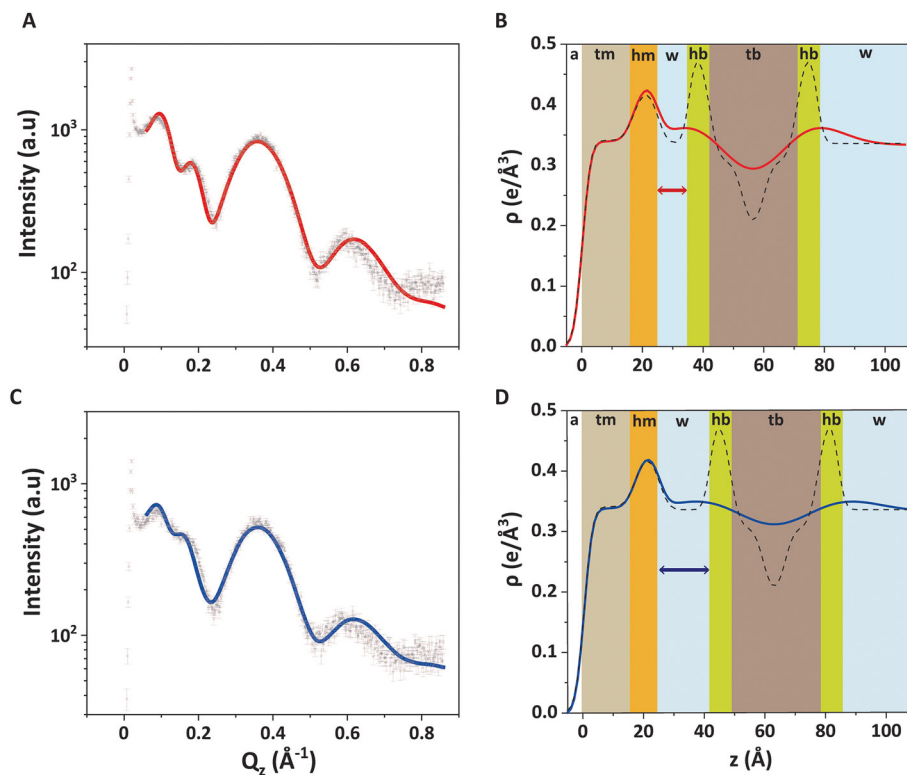 A
Intensity (a.u)
10³
10²
0 0.2 0.4 0.6 0.8
B
ρ (e/Å³)
0.5
0.4
0.3
0.2
0.1
0.0
a tm hm w hb tb hb w
0 20 40 60 80 100
C
Intensity (a.u)
10³
10²
0 0.2 0.4 0.6 0.8
Q_z (Å⁻¹)
D
ρ (e/Å³)
0.5
0.4
0.3
0.2
0.1
0.0
a tm hm w hb tb hb w
0 20 40 60 80 100
z (Å)